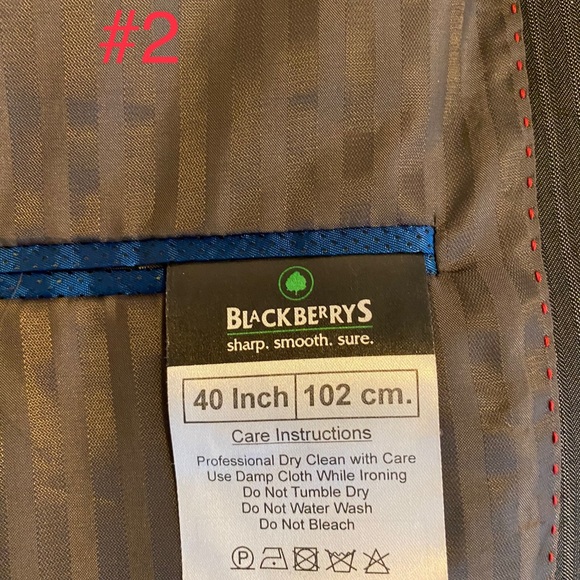 #2
BLACKBERRYS
sharp. smooth. sure.
40 Inch 102 cm.
Care Instructions
Professional Dry Clean with Care
Use Damp Cloth While Ironing
Do Not Tumble Dry
Do Not Water Wash
Do Not Bleach
P